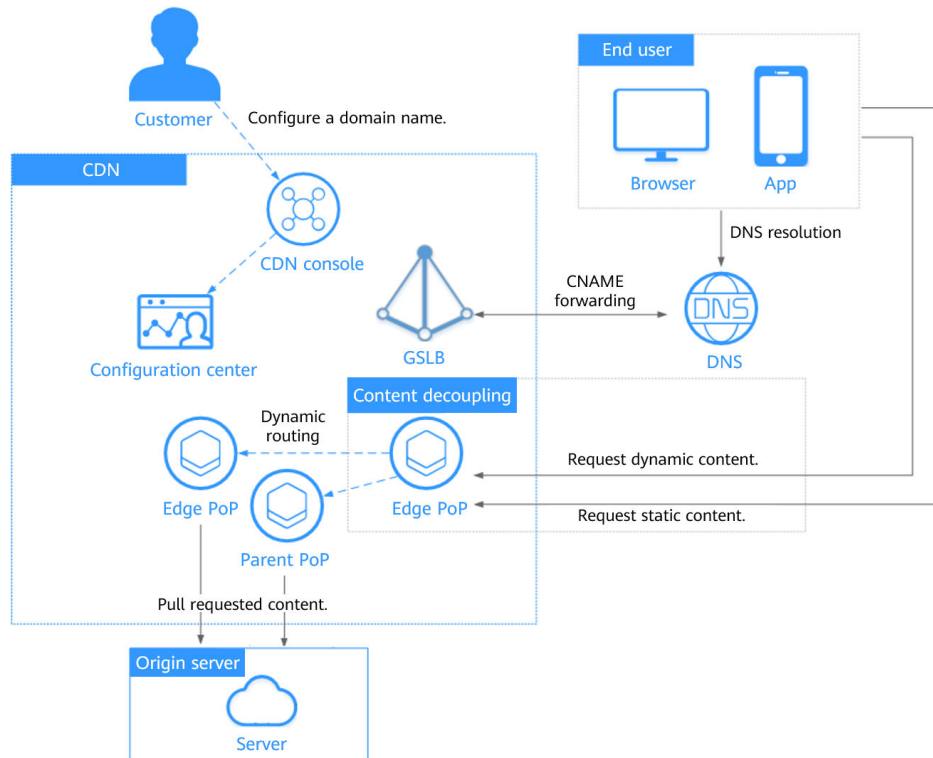 End user
Customer
Configure a domain name.
CDN
Browser
App
DNS resolution
CDN console
CNAME
forwarding
DNS
GSLB
DNS
Configuration center
Content decoupling
Dynamic
routing
Request dynamic content.
Edge PoP
Edge PoP
Request static content.
Parent PoP
Pull requested content.
Origin server
Server